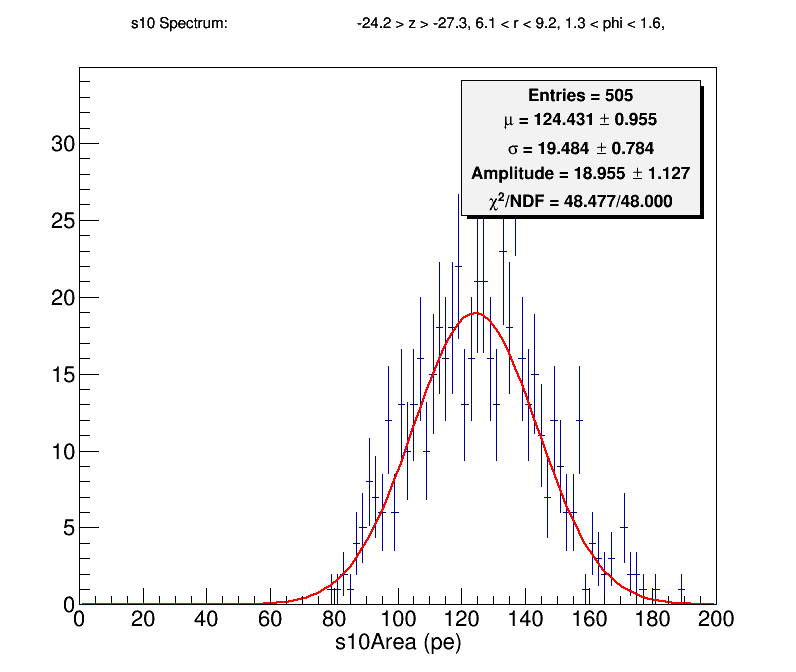 s10 Spectrum: -24.2 > z > -27.3, 6.1 < r < 9.2, 1.3 < phi < 1.6,
Entries = 505
μ = 124.431 ± 0.955
σ = 19.484 ± 0.784
Amplitude = 18.955 ± 1.127
χ²/NDF = 48.477/48.000
30
25
20
15
10
5
0
0 20 40 60 80 100 120 140 160 180 200
s10Area (pe)